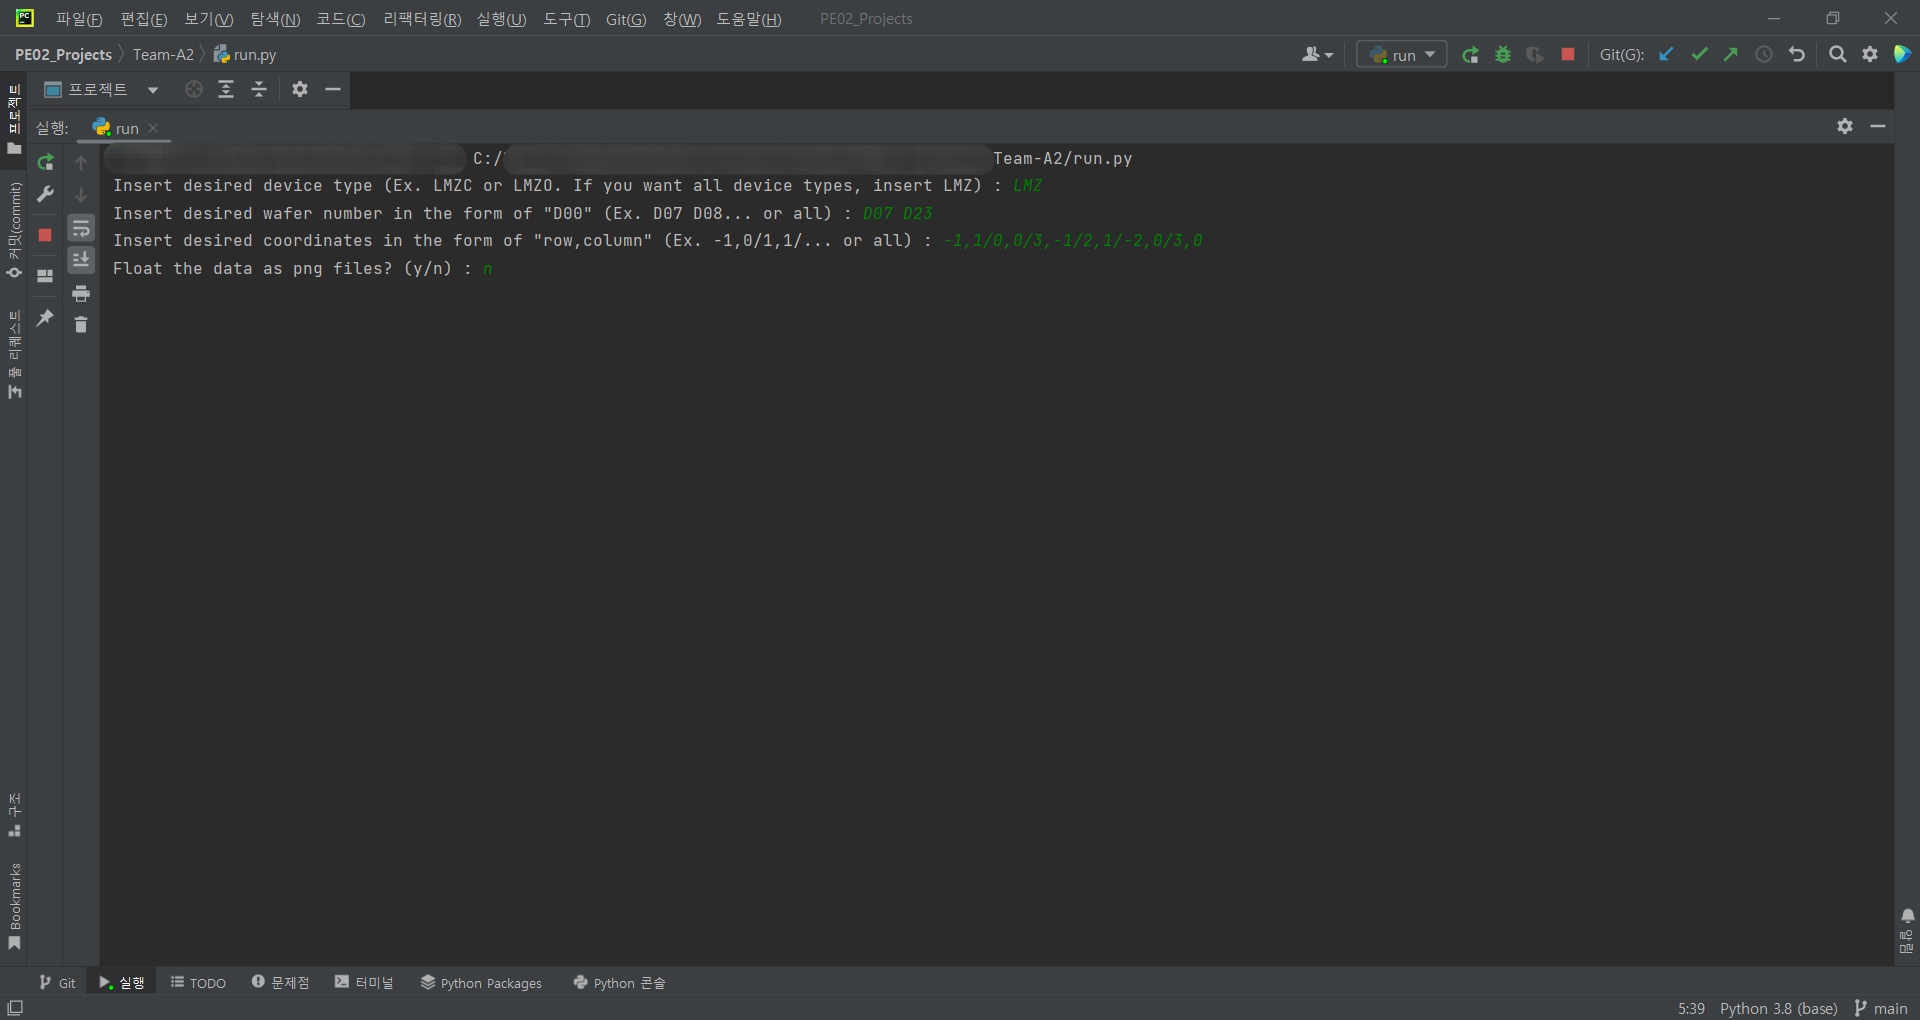 파일(F) 편집(E) 보기(V) 탐색(N) 코드(C) 리팩터링(R) 실행(U) 도구(T) Git(G) 창(W) 도움말(H) PE02_Projects
PE02_Projects Team-A2 run.py run Git(G):
프로젝트
실행: run
C:/ Team-A2/run.py
Insert desired device type (Ex. LMZC or LMZO. If you want all device types, insert LMZ) : LMZ
Insert desired wafer number in the form of "D00" (Ex. D07 D08... or all) : D07 D23
Insert desired coordinates in the form of "row,column" (Ex. -1,0/1,1/... or all) : -1,1/0,0/3,-1/2,1/-2,0/3,0
Float the data as png files? (y/n) : n
프로젝트
커밋(commit)
풀 리퀘스트
구조
Bookmarks
알림
Git 실행 TODO 문제점 터미널 Python Packages Python 콘솔
5:39 Python 3.8 (base) main